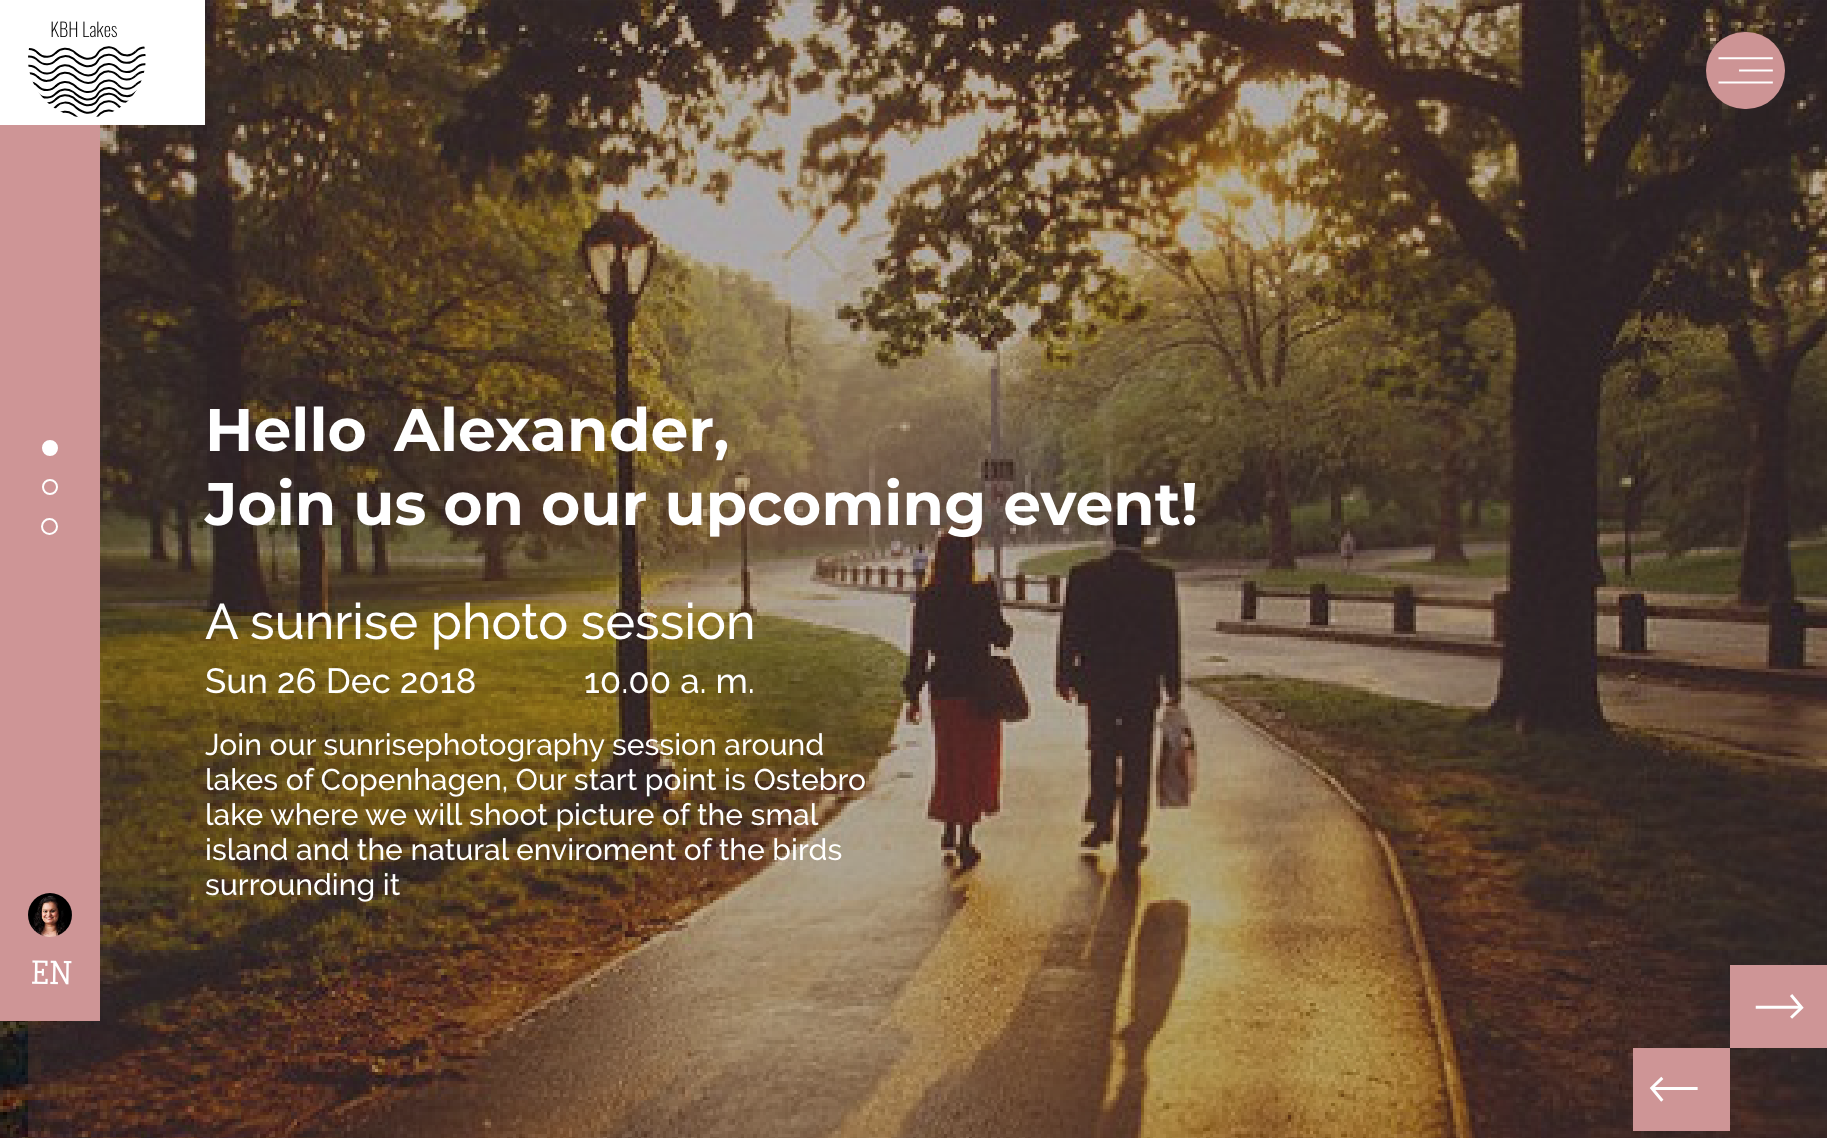 KBH Lakes
Hello Alexander,
Join us on our upcoming event!
A sunrise photo session
Sun 26 Dec 2018 10.00 a. m.
Join our sunrisephotography session around
lakes of Copenhagen, Our start point is Ostebro
lake where we will shoot picture of the smal
island and the natural enviroment of the birds
surrounding it
EN